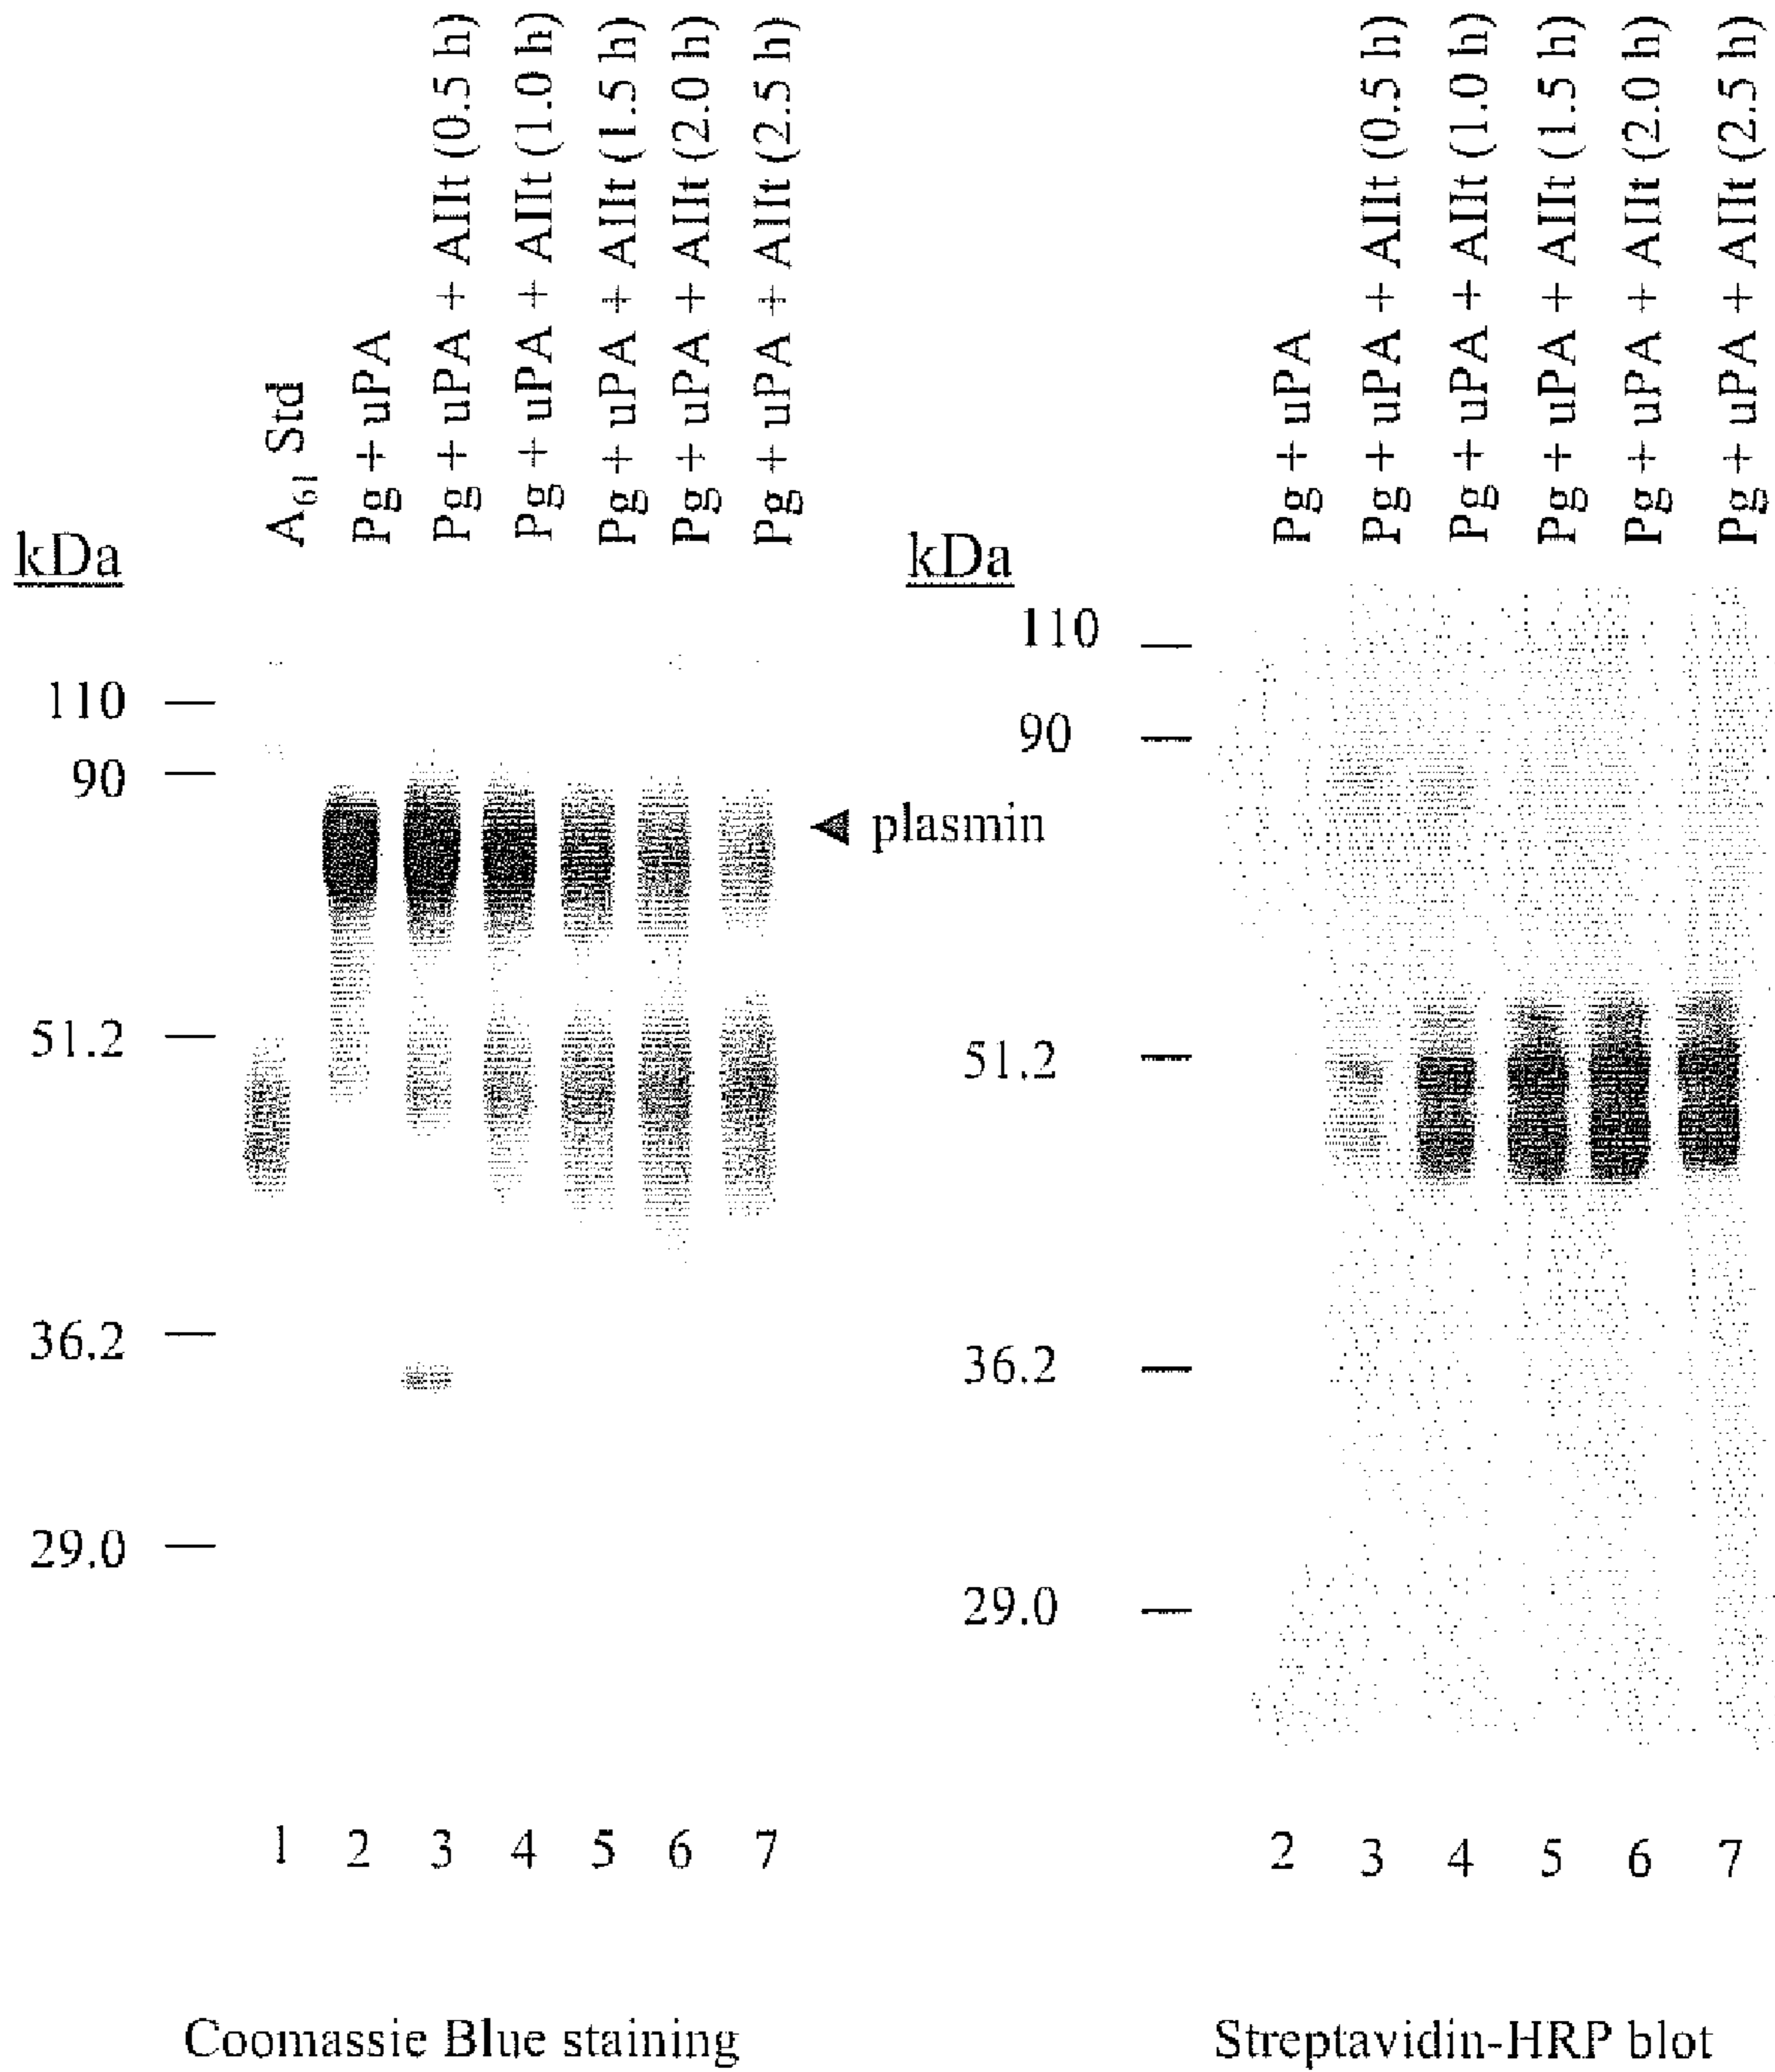 A61 Std
Pg + uPA
Pg + uPA + AIIt (0.5 h)
Pg + uPA + AIIt (1.0 h)
Pg + uPA + AIIt (1.5 h)
Pg + uPA + AIIt (2.0 h)
Pg + uPA + AIIt (2.5 h)
kDa
110
90
51.2
36.2
29.0
plasmin
1 2 3 4 5 6 7
Coomassie Blue staining
Pg + uPA
Pg + uPA + AIIt (0.5 h)
Pg + uPA + AIIt (1.0 h)
Pg + uPA + AIIt (1.5 h)
Pg + uPA + AIIt (2.0 h)
Pg + uPA + AIIt (2.5 h)
kDa
110
90
51.2
36.2
29.0
2 3 4 5 6 7
Streptavidin-HRP blot